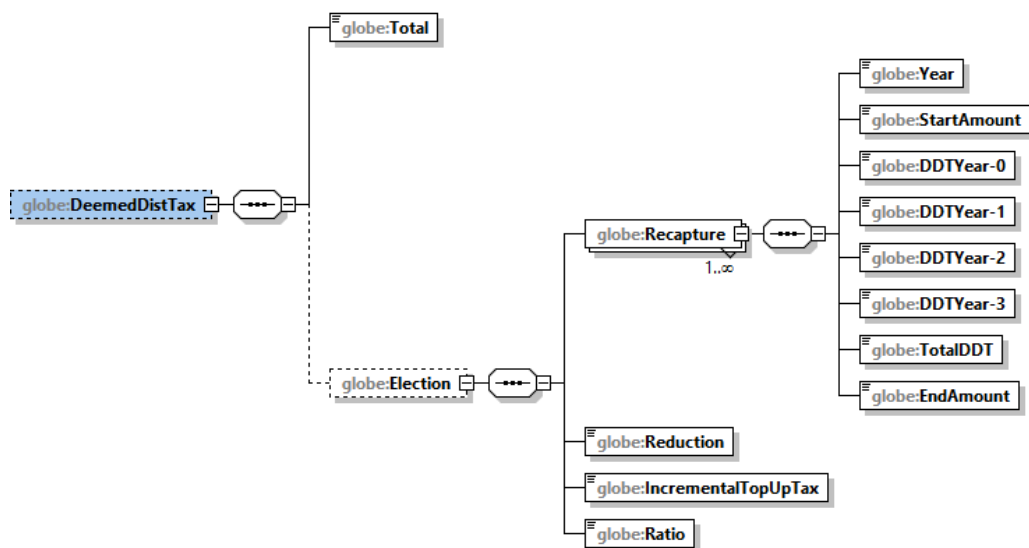 globe:Total
globe:Year
globe:StartAmount
globe:DDTYear-0
globe:DeemedDistTax
globe:DDTYear-1
globe:Recapture
1..∞
globe:DDTYear-2
globe:DDTYear-3
globe:TotalDDT
globe:Election
globe:EndAmount
globe:Reduction
globe:IncrementalTopUpTax
globe:Ratio